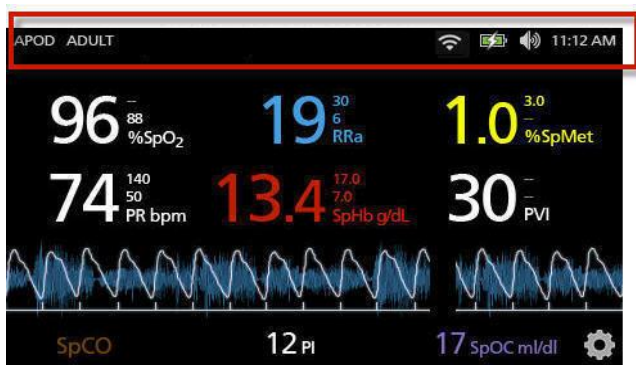 APOD ADULT 11:12 AM
96 -- 88 %SpO₂
19 30 6 RRa
1.0 3.0 -- %SpMet
74 140 50 PR bpm
13.4 17.0 7.0 SpHb g/dL
30 -- -- PVI
SpCO 12 PI 17 SpOC ml/dl